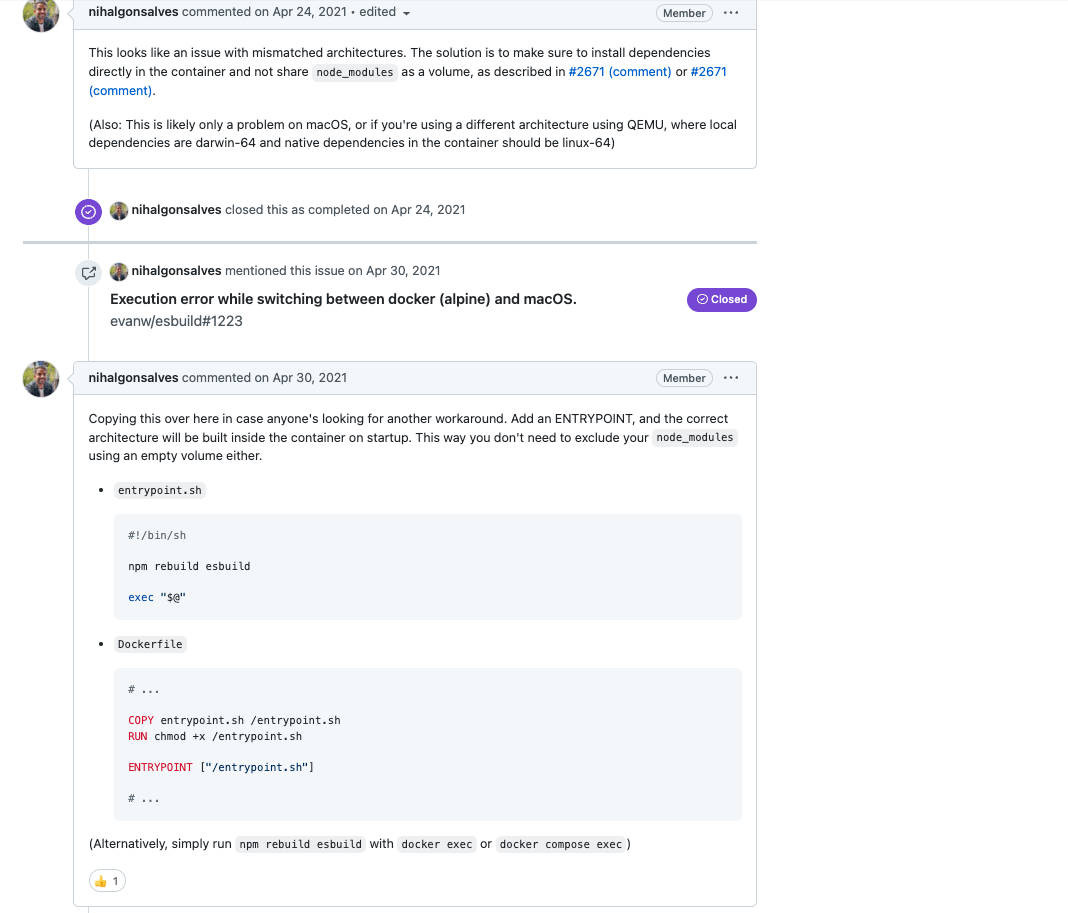 nihalgonsalves commented on Apr 24, 2021 • edited
Member ···
This looks like an issue with mismatched architectures. The solution is to make sure to install dependencies
directly in the container and not share node_modules as a volume, as described in #2671 (comment) or #2671
(comment).
(Also: This is likely only a problem on macOS, or if you're using a different architecture using QEMU, where local
dependencies are darwin-64 and native dependencies in the container should be linux-64)
nihalgonsalves closed this as completed on Apr 24, 2021
nihalgonsalves mentioned this issue on Apr 30, 2021
Execution error while switching between docker (alpine) and macOS.
Closed
evanw/esbuild#1223
nihalgonsalves commented on Apr 30, 2021
Member ···
Copying this over here in case anyone's looking for another workaround. Add an ENTRYPOINT, and the correct
architecture will be built inside the container on startup. This way you don't need to exclude your node_modules
using an empty volume either.
• entrypoint.sh
#!/bin/sh
npm rebuild esbuild
exec "$@"
• Dockerfile
# ...
COPY entrypoint.sh /entrypoint.sh
RUN chmod +x /entrypoint.sh
ENTRYPOINT ["/entrypoint.sh"]
# ...
(Alternatively, simply run npm rebuild esbuild with docker exec or docker compose exec )
👍 1